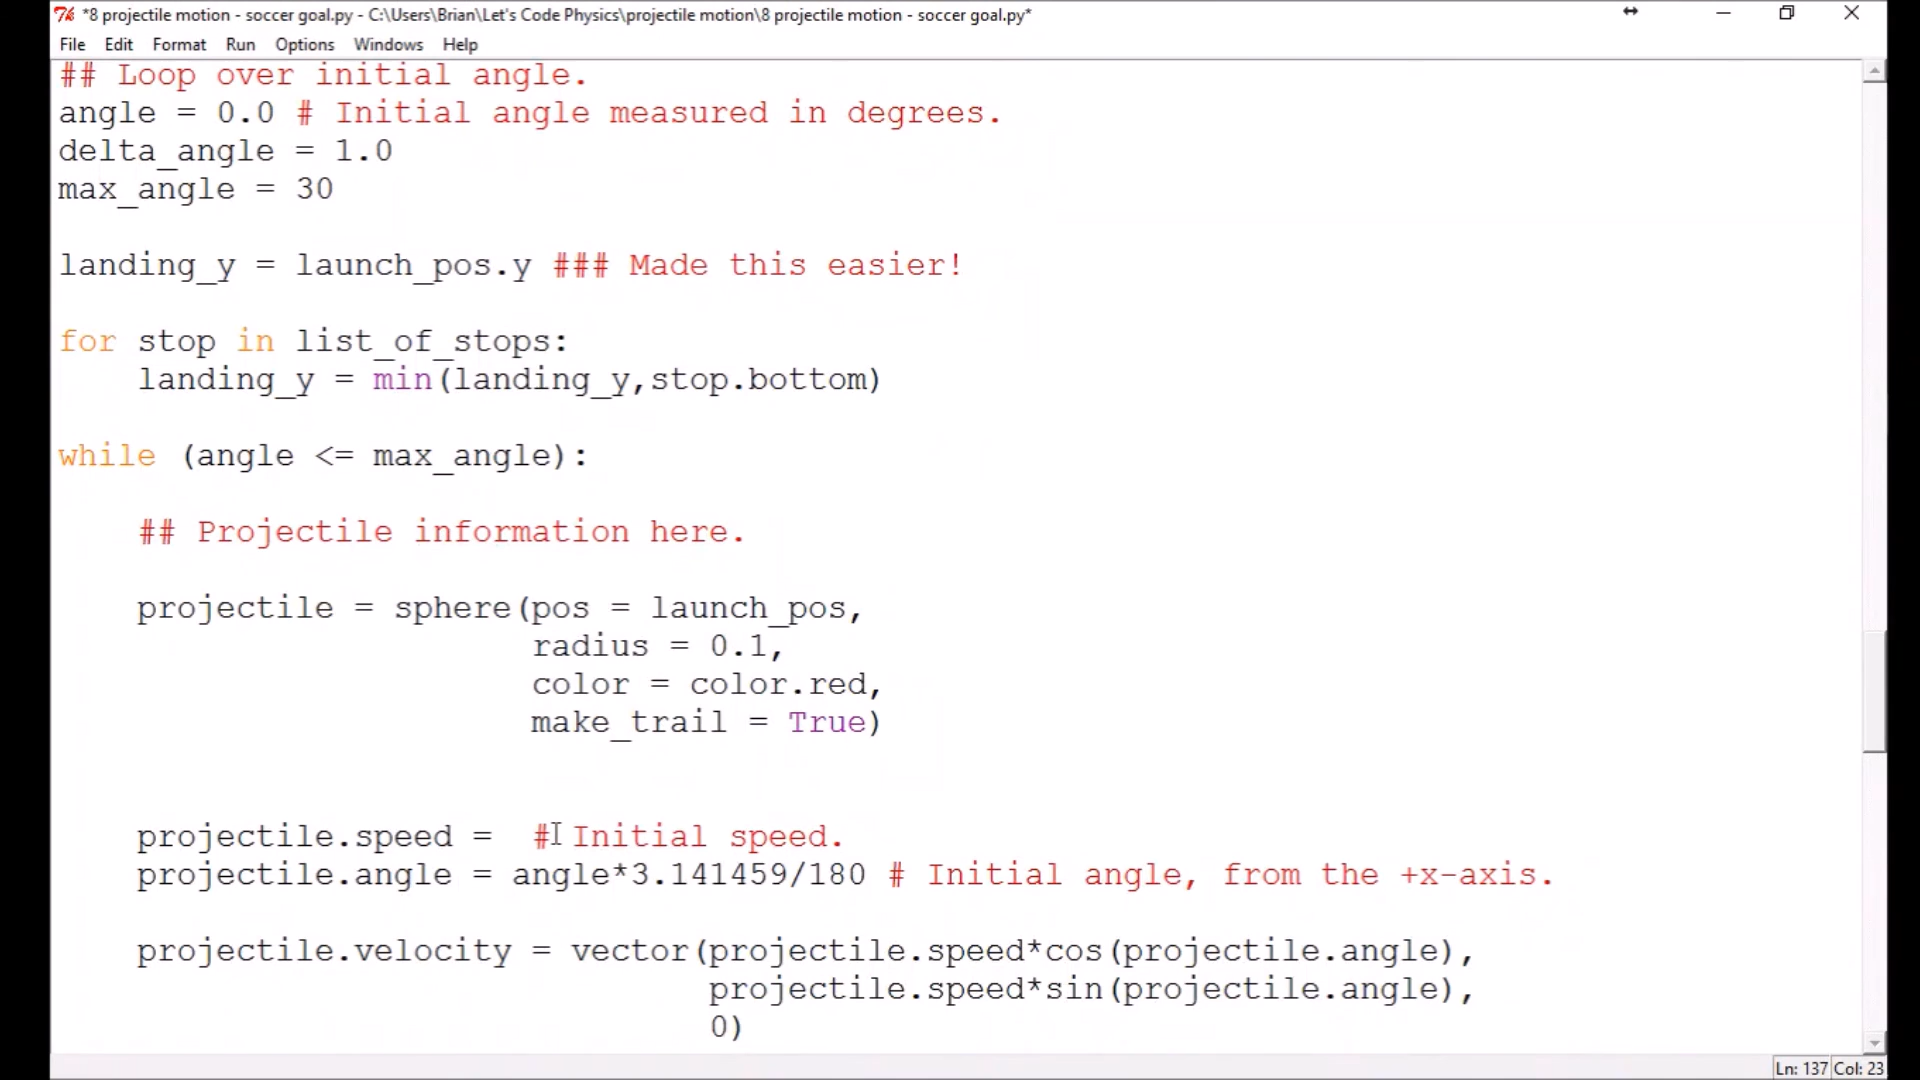 *8 projectile motion - soccer goal.py - C:\Users\Brian\Let's Code Physics\projectile motion\8 projectile motion - soccer goal.py*
File Edit Format Run Options Windows Help
## Loop over initial angle.
angle = 0.0 # Initial angle measured in degrees.
delta_angle = 1.0
max_angle = 30
landing_y = launch_pos.y ### Made this easier!
for stop in list_of_stops:
landing_y = min(landing_y,stop.bottom)
while (angle <= max_angle):
## Projectile information here.
projectile = sphere(pos = launch_pos,
radius = 0.1,
color = color.red,
make_trail = True)
projectile.speed =  # Initial speed.
projectile.angle = angle*3.141459/180 # Initial angle, from the +x-axis.
projectile.velocity = vector(projectile.speed*cos(projectile.angle),
projectile.speed*sin(projectile.angle),
0)
Ln: 137 Col: 23